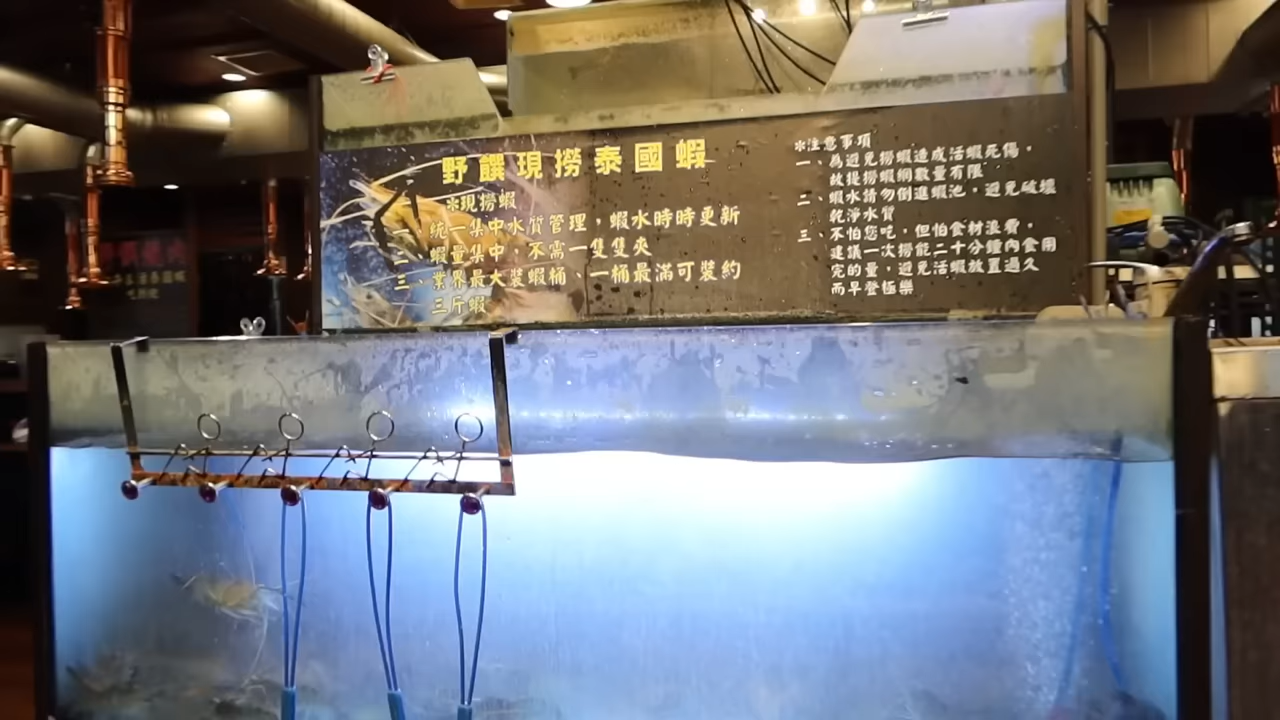 野饌現撈泰國蝦
※現撈蝦
一、統一集中水質管理，蝦水時時更新
二、蝦量集中，不需一隻隻夾
三、業界最大裝蝦桶，一桶最滿可裝約
三斤蝦
※注意事項
一、為避免撈蝦造成活蝦死傷，
故提撈蝦網數量有限
二、蝦水請勿倒進蝦池，避免破壞
乾淨水質
三、不怕您吃，但怕食材浪費，
建議一次撈能二十分鐘內食用
完的量，避免活蝦放置過久
而早登極樂